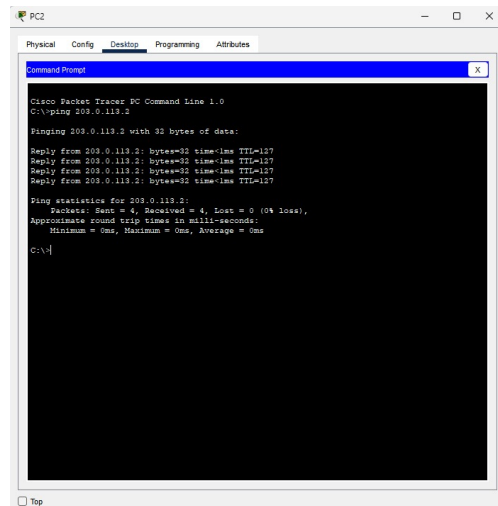 PC2
Physical Config Desktop Programming Attributes
Command Prompt
X
Cisco Packet Tracer PC Command Line 1.0
C:\>ping 203.0.113.2
Pinging 203.0.113.2 with 32 bytes of data:
Reply from 203.0.113.2: bytes=32 time<1ms TTL=127
Reply from 203.0.113.2: bytes=32 time<1ms TTL=127
Reply from 203.0.113.2: bytes=32 time<1ms TTL=127
Reply from 203.0.113.2: bytes=32 time<1ms TTL=127
Ping statistics for 203.0.113.2:
Packets: Sent = 4, Received = 4, Lost = 0 (0% loss),
Approximate round trip times in milli-seconds:
Minimum = 0ms, Maximum = 0ms, Average = 0ms
C:\>
Top